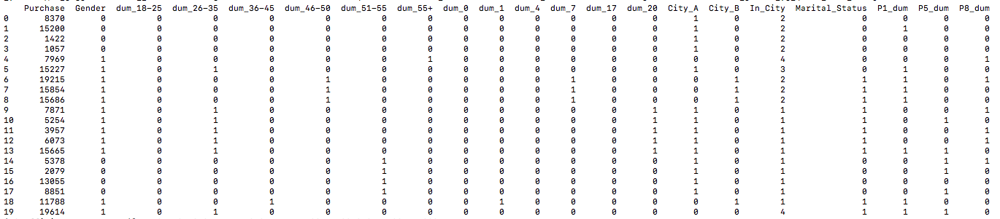 Purchase Gender dum_18-25 dum_26-35 dum_36-45 dum_46-50 dum_51-55 dum_55+ dum_0 dum_1 dum_4 dum_7 dum_17 dum_20 City_A City_B In_City Marital_Status P1_dum P5_dum P8_dum
0 8370 0 0 0 0 0 0 0 0 0 0 0 0 0 1 0 2 0 0 0 0
1 15200 0 0 0 0 0 0 0 0 0 0 0 0 0 1 0 2 0 1 0 0
2 1422 0 0 0 0 0 0 0 0 0 0 0 0 0 1 0 2 0 0 0 0
3 1057 0 0 0 0 0 0 0 0 0 0 0 0 0 1 0 2 0 0 0 0
4 7969 1 0 0 0 0 0 1 0 0 0 0 0 0 0 0 4 0 0 0 1
5 15227 1 0 1 0 0 0 0 0 0 0 0 0 0 1 0 3 0 1 0 0
6 19215 1 0 0 0 1 0 0 0 0 0 1 0 0 0 1 2 1 1 0 1
7 15854 1 0 0 0 1 0 0 0 0 0 1 0 0 0 1 2 1 1 0 0
8 15686 1 0 0 0 1 0 0 0 0 0 1 0 0 0 1 2 1 1 0 0
9 7871 1 0 1 0 0 0 0 0 0 0 0 0 1 1 0 1 1 0 0 1
10 5254 1 0 1 0 0 0 0 0 0 0 0 0 1 1 0 1 1 0 1 0
11 3957 1 0 1 0 0 0 0 0 0 0 0 0 1 1 0 1 1 0 0 1
12 6073 1 0 1 0 0 0 0 0 0 0 0 0 1 1 0 1 1 0 0 1
13 15665 1 0 1 0 0 0 0 0 0 0 0 0 1 1 0 1 1 1 0 0
14 5378 0 0 0 0 0 1 0 0 0 0 0 0 0 1 0 1 0 0 1 1
15 2079 0 0 0 0 0 1 0 0 0 0 0 0 0 1 0 1 0 0 1 0
16 13055 0 0 0 0 0 1 0 0 0 0 0 0 0 1 0 1 0 0 0 0
17 8851 0 0 0 0 0 1 0 0 0 0 0 0 0 1 0 1 0 0 1 0
18 11788 1 0 0 1 0 0 0 0 1 0 0 0 0 0 1 1 1 1 0 0
19 19614 1 0 1 0 0 0 0 0 0 0 0 0 0 0 0 4 1 1 1 0